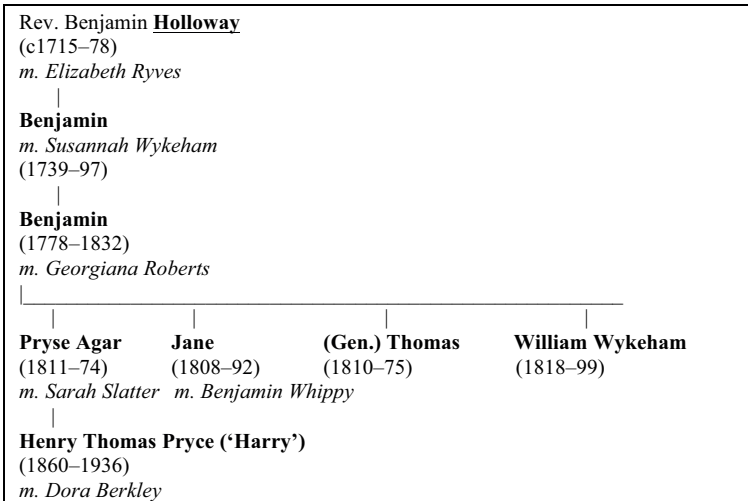 Rev. Benjamin Holloway
(c1715–78)
m. Elizabeth Ryves
Benjamin
m. Susannah Wykeham
(1739–97)
Benjamin
(1778–1832)
m. Georgiana Roberts
Pryse Agar Jane (Gen.) Thomas William Wykeham
(1811–74) (1808–92) (1810–75) (1818–99)
m. Sarah Slatter m. Benjamin Whippy
Henry Thomas Pryce (‘Harry’)
(1860–1936)
m. Dora Berkley